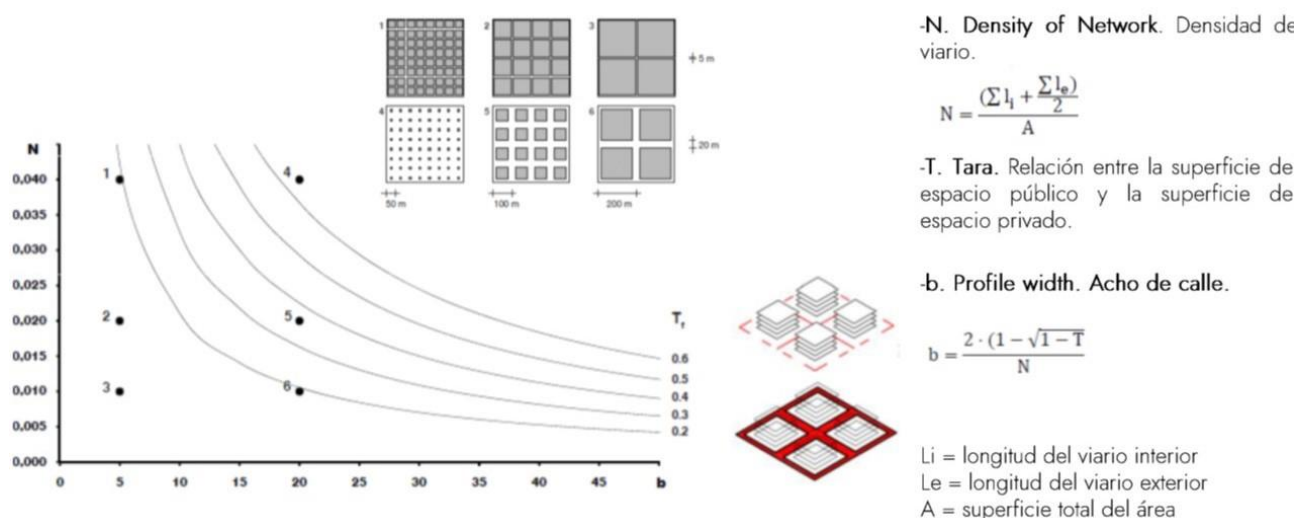 1
2
3
5 m
4
5
6
20 m
50 m
100 m
200 m
N
0,040
0,035
0,030
0,025
0,020
0,015
0,010
0,005
0,000
1
4
2
5
3
6
Tr
0.6
0.5
0.4
0.3
0.2
0
5
10
15
20
25
30
35
40
45
b
-N. Density of Network. Densidad de
viario.
N = (∑ li + ∑ le / 2) / A
-T. Tara. Relación entre la superficie de
espacio público y la superficie de
espacio privado.
-b. Profile width. Acho de calle.
b = 2 · (1 − √1 − T / N
Li = longitud del viario interior
Le = longitud del viario exterior
A = superficie total del área